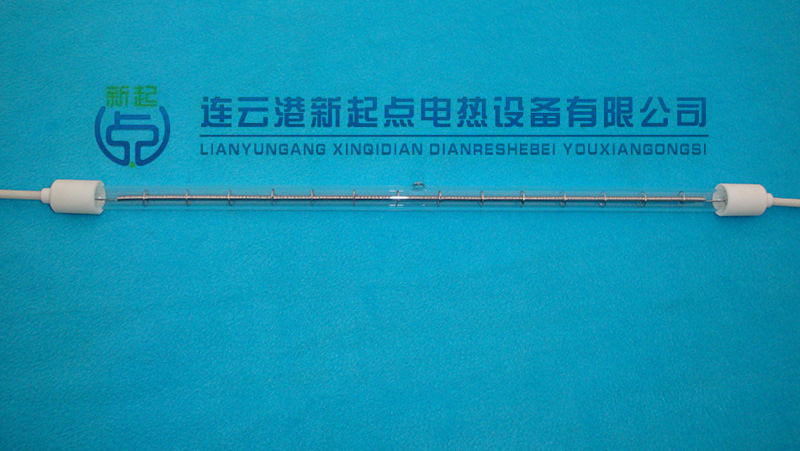 新起
点
连云港新起点电热设备有限公司
LIANYUNGANG XINQIDIAN DIANRESHEBEI YOUXIANGONGSI